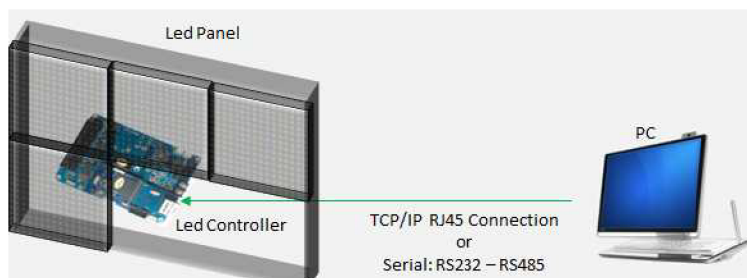 Led Panel
PC
Led Controller
TCP/IP RJ45 Connection
or
Serial: RS232 – RS485